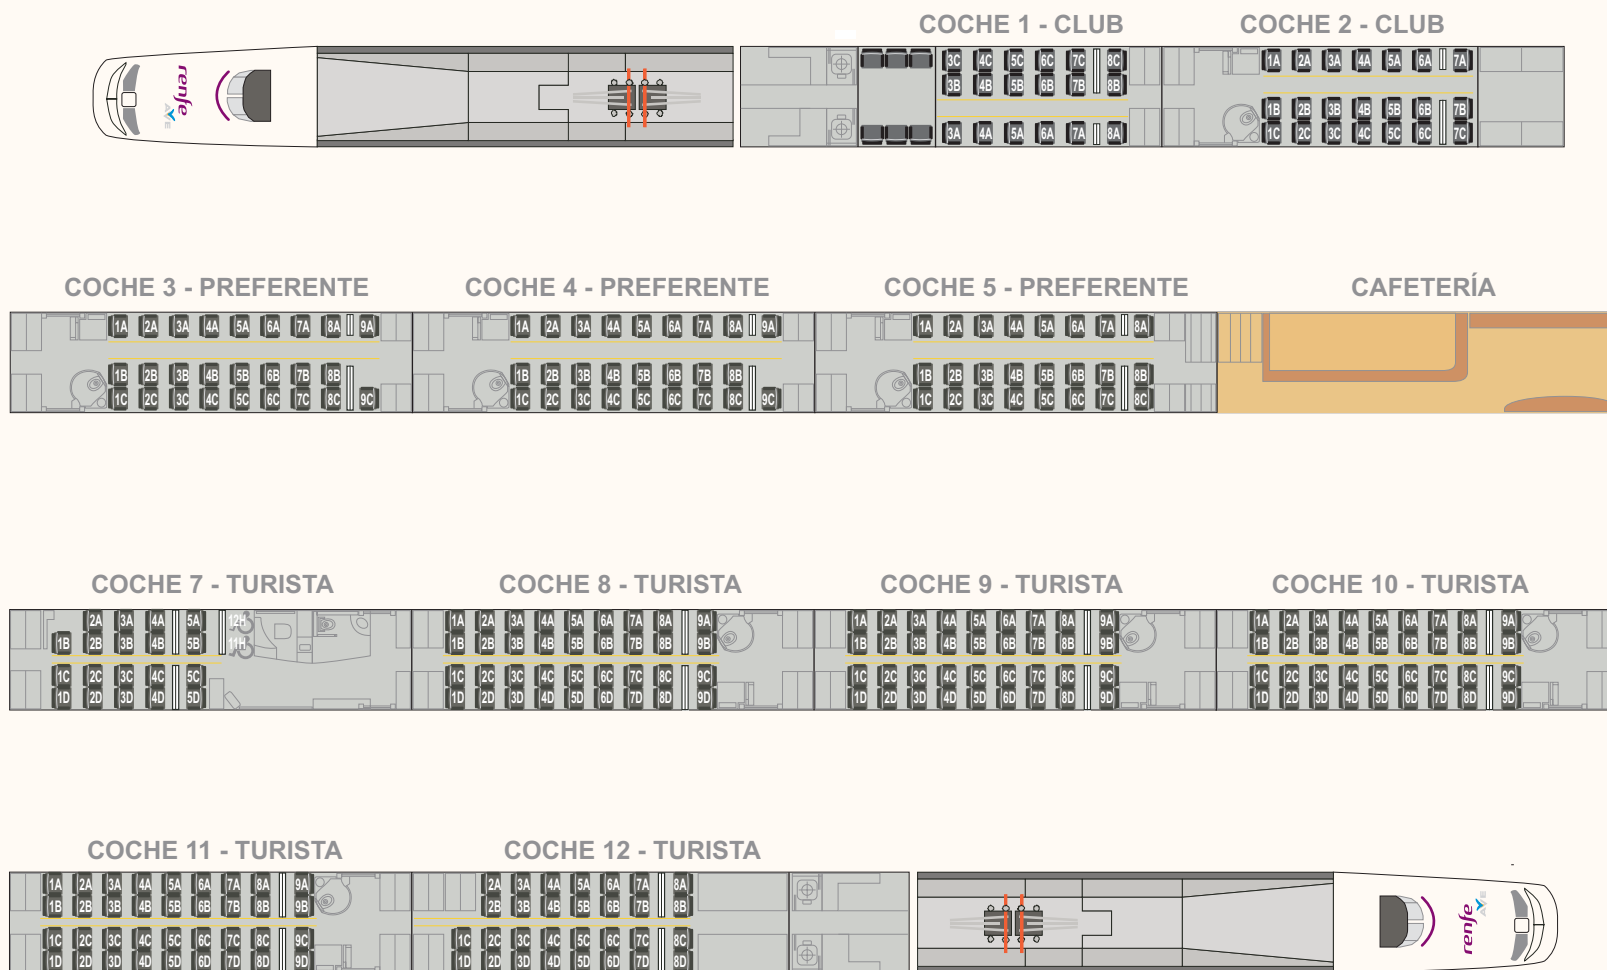 COCHE 1 - CLUB
COCHE 2 - CLUB
renfe
AVE
3C 4C 5C 6C 7C 8C
3B 4B 5B 6B 7B 8B
3A 4A 5A 6A 7A 8A
1A 2A 3A 4A 5A 6A 7A
1B 2B 3B 4B 5B 6B 7B
1C 2C 3C 4C 5C 6C 7C
COCHE 3 - PREFERENTE
COCHE 4 - PREFERENTE
COCHE 5 - PREFERENTE
CAFETERÍA
1A 2A 3A 4A 5A 6A 7A 8A 9A
1B 2B 3B 4B 5B 6B 7B 8B
1C 2C 3C 4C 5C 6C 7C 8C 9C
1A 2A 3A 4A 5A 6A 7A 8A 9A
1B 2B 3B 4B 5B 6B 7B 8B
1C 2C 3C 4C 5C 6C 7C 8C 9C
1A 2A 3A 4A 5A 6A 7A 8A
1B 2B 3B 4B 5B 6B 7B 8B
1C 2C 3C 4C 5C 6C 7C 8C
COCHE 7 - TURISTA
COCHE 8 - TURISTA
COCHE 9 - TURISTA
COCHE 10 - TURISTA
2A 3A 4A 5A 12H
1B 2B 3B 4B 5B 11H
1C 2C 3C 4C 5C
1D 2D 3D 4D 5D
1A 2A 3A 4A 5A 6A 7A 8A 9A
1B 2B 3B 4B 5B 6B 7B 8B 9B
1C 2C 3C 4C 5C 6C 7C 8C 9C
1D 2D 3D 4D 5D 6D 7D 8D 9D
1A 2A 3A 4A 5A 6A 7A 8A 9A
1B 2B 3B 4B 5B 6B 7B 8B 9B
1C 2C 3C 4C 5C 6C 7C 8C 9C
1D 2D 3D 4D 5D 6D 7D 8D 9D
1A 2A 3A 4A 5A 6A 7A 8A 9A
1B 2B 3B 4B 5B 6B 7B 8B 9B
1C 2C 3C 4C 5C 6C 7C 8C 9C
1D 2D 3D 4D 5D 6D 7D 8D 9D
COCHE 11 - TURISTA
COCHE 12 - TURISTA
1A 2A 3A 4A 5A 6A 7A 8A 9A
1B 2B 3B 4B 5B 6B 7B 8B 9B
1C 2C 3C 4C 5C 6C 7C 8C 9C
1D 2D 3D 4D 5D 6D 7D 8D 9D
2A 3A 4A 5A 6A 7A 8A
2B 3B 4B 5B 6B 7B 8B
1C 2C 3C 4C 5C 6C 7C 8C
1D 2D 3D 4D 5D 6D 7D 8D
renfe
AVE